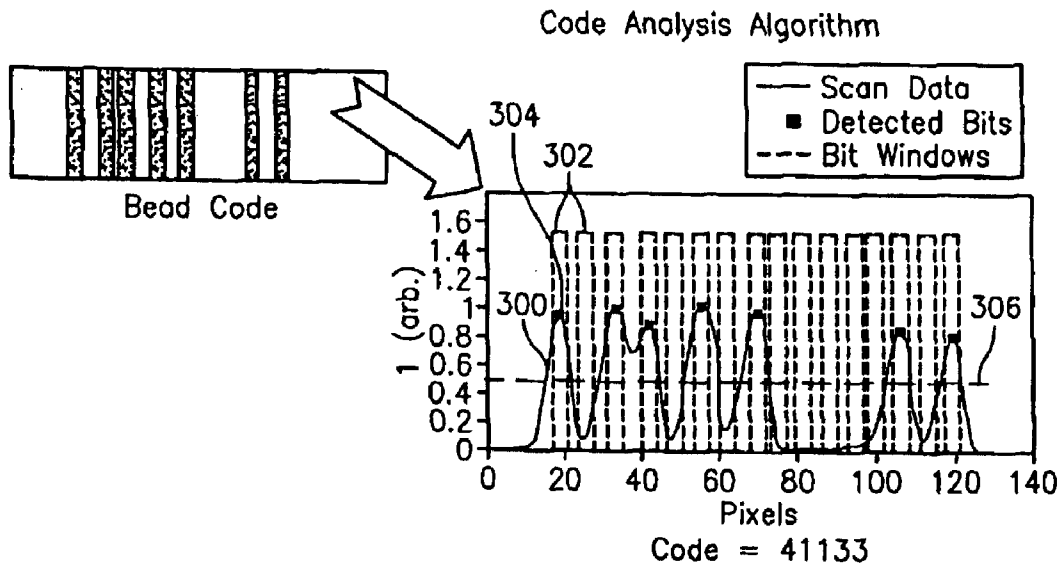 Code Analysis Algorithm
Bead Code
Scan Data
Detected Bits
Bit Windows
304
302
300
306
1 (arb.)
1.6
1.4
1.2
1
0.8
0.6
0.4
0.2
0
0 20 40 60 80 100 120 140
Pixels
Code = 41133